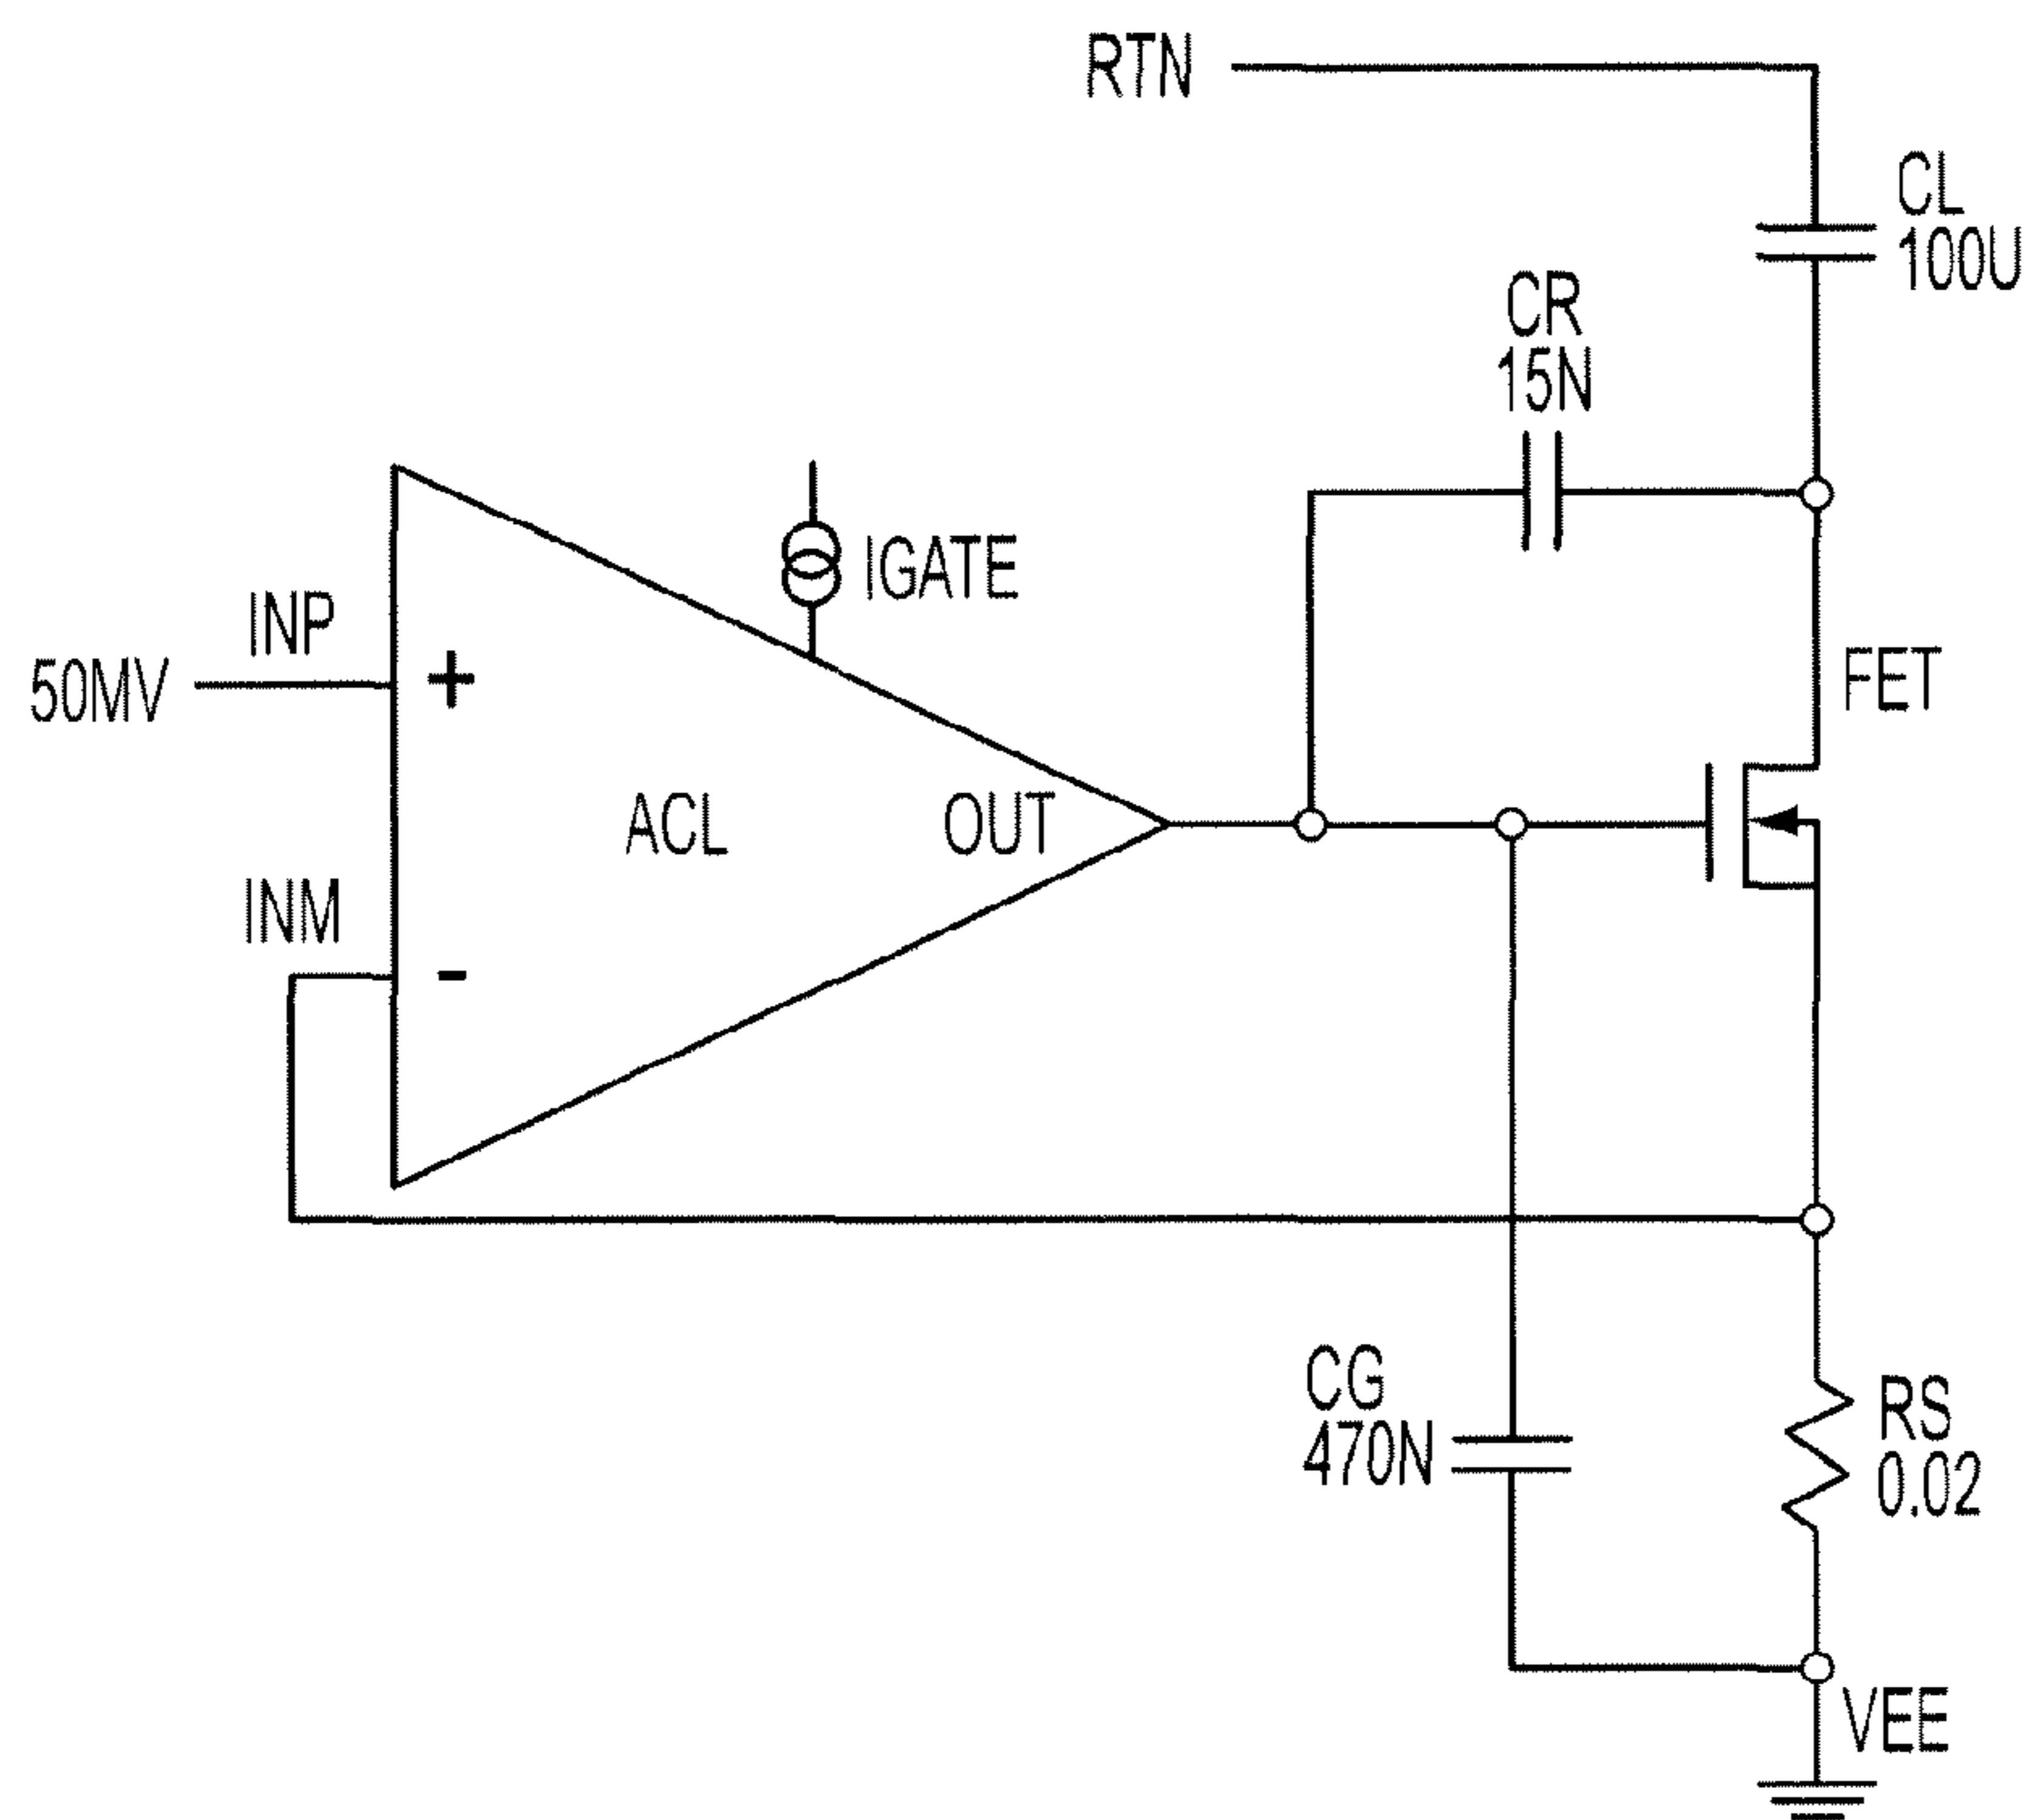 RTN
CL
100U
CR
15N
IGATE
INP
50MV
+
FET
ACL
OUT
INM
-
CG
470N
RS
0.02
VEE